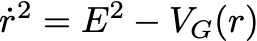 ṙ² = E² − V_G(r)